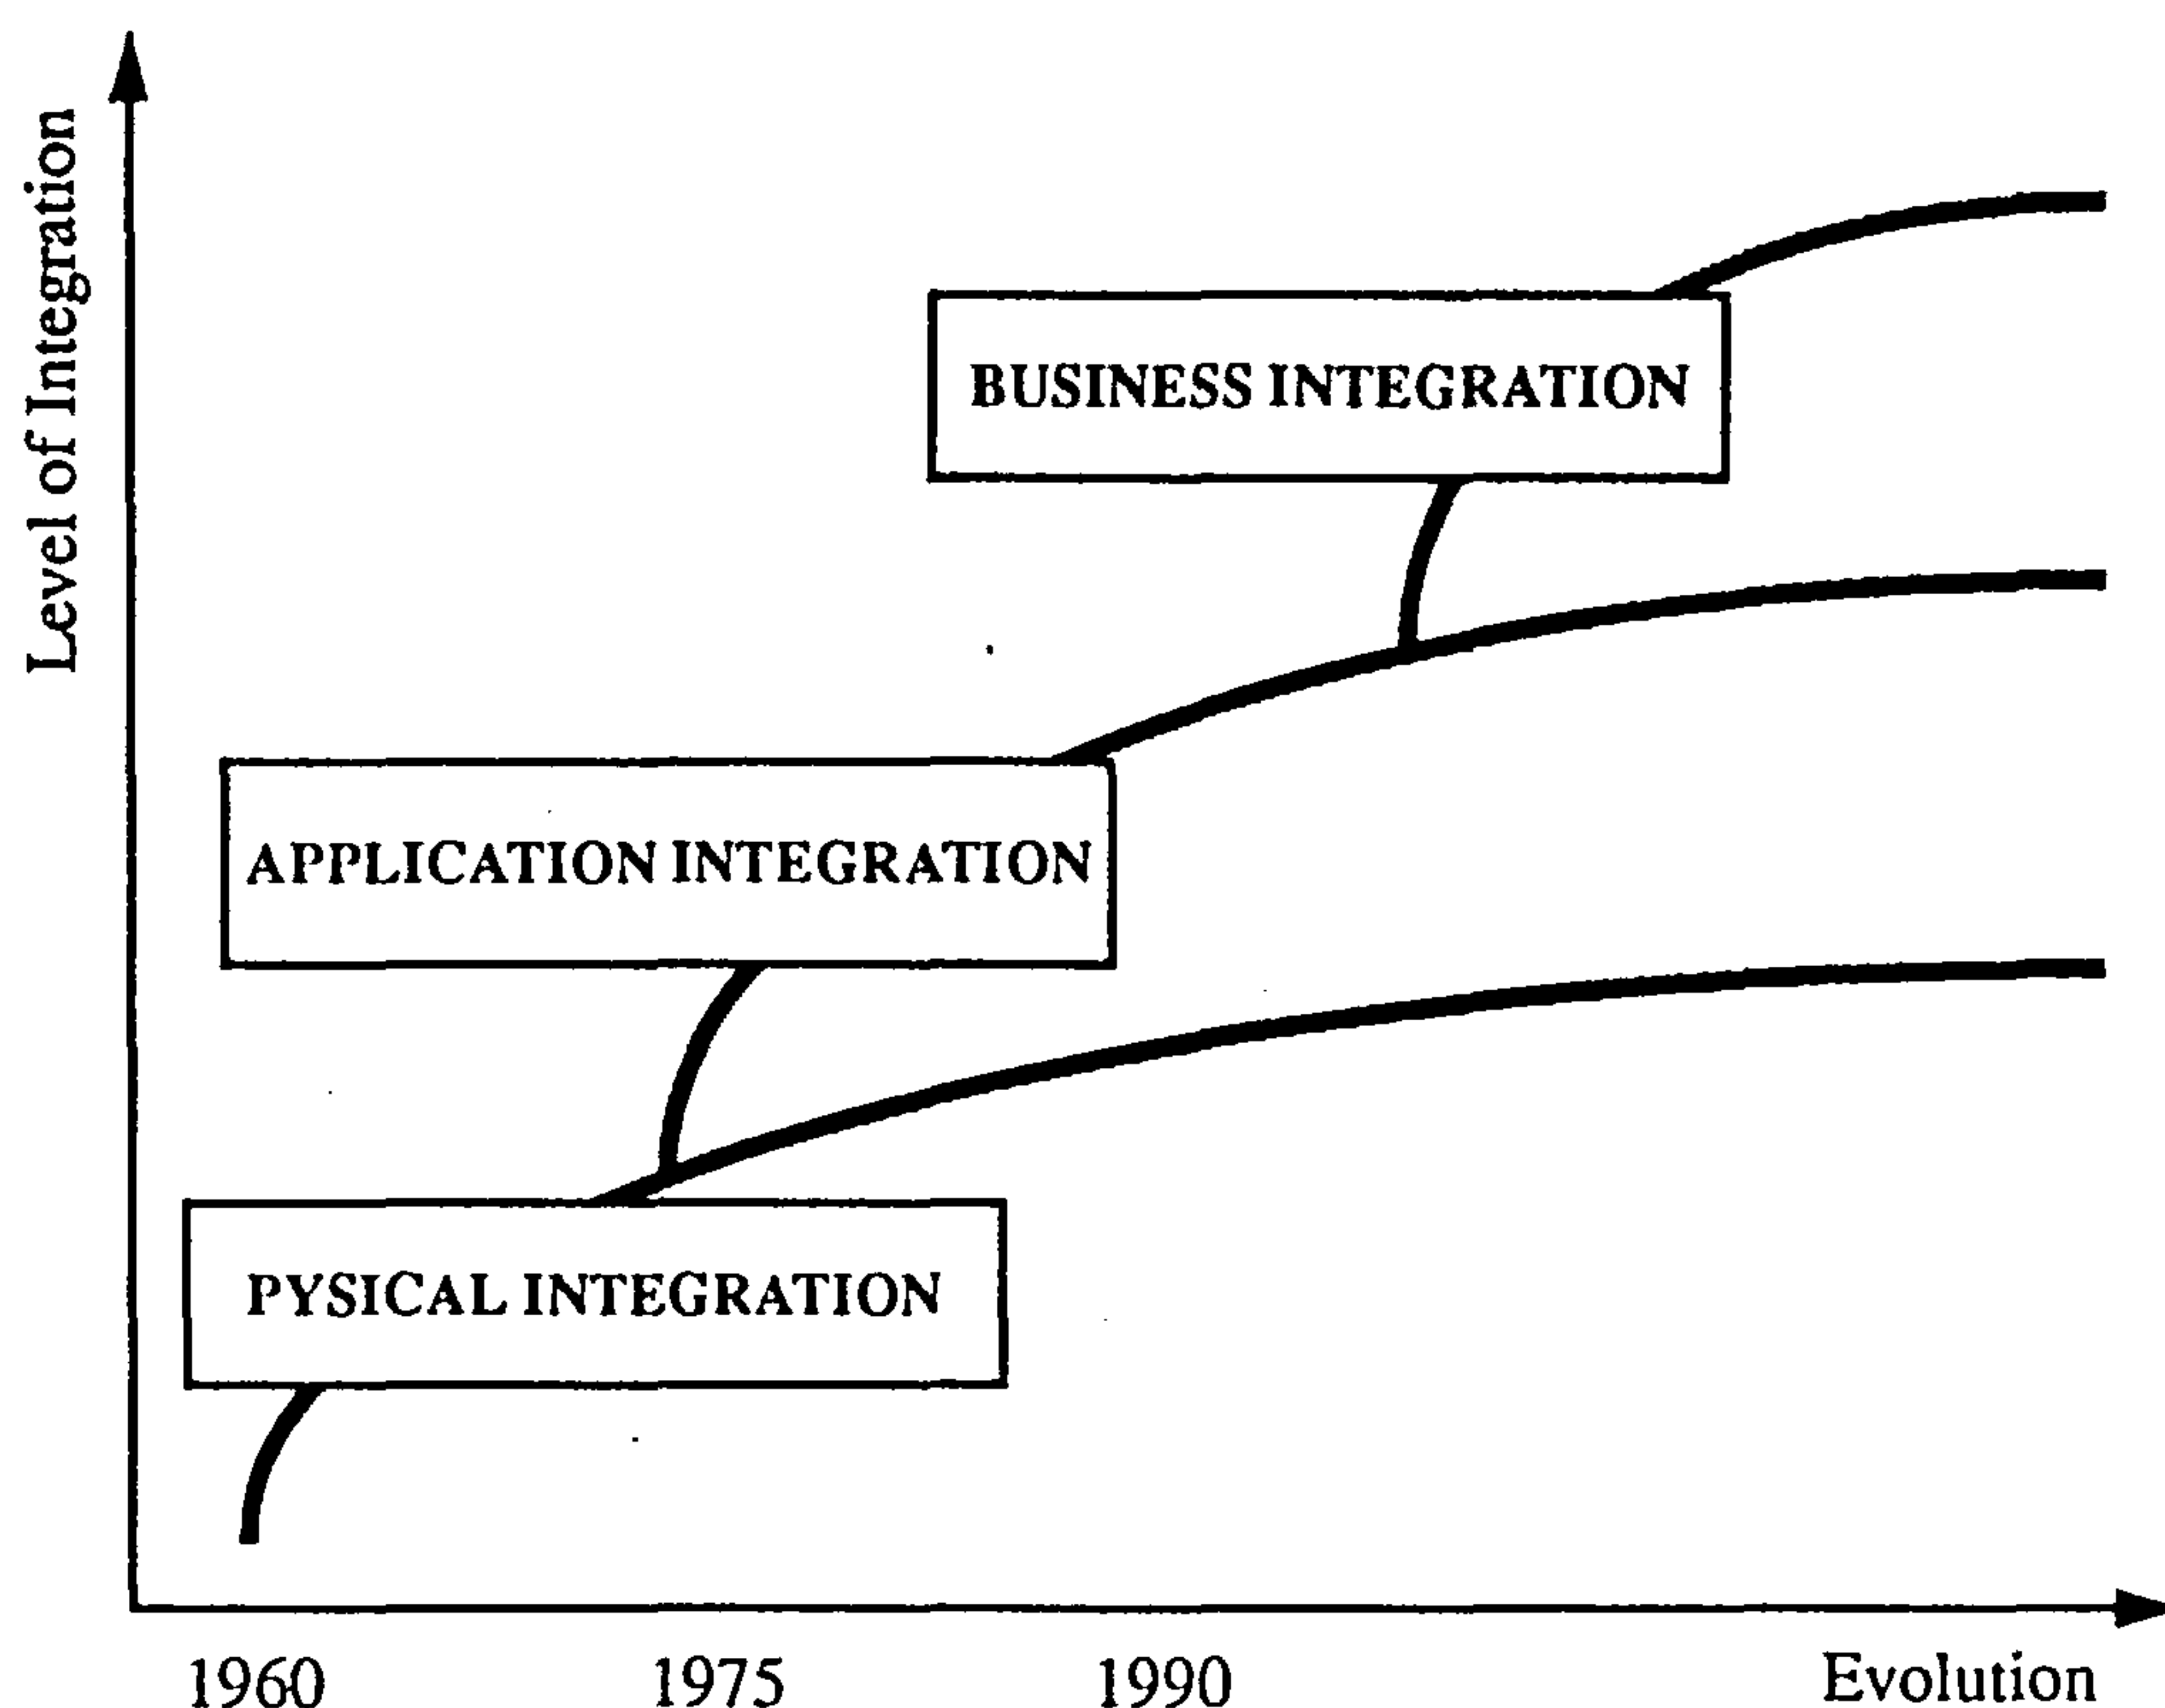 Level of Integration
BUSINESS INTEGRATION
APPLICATION INTEGRATION
PYSICAL INTEGRATION
1960 1975 1990 Evolution